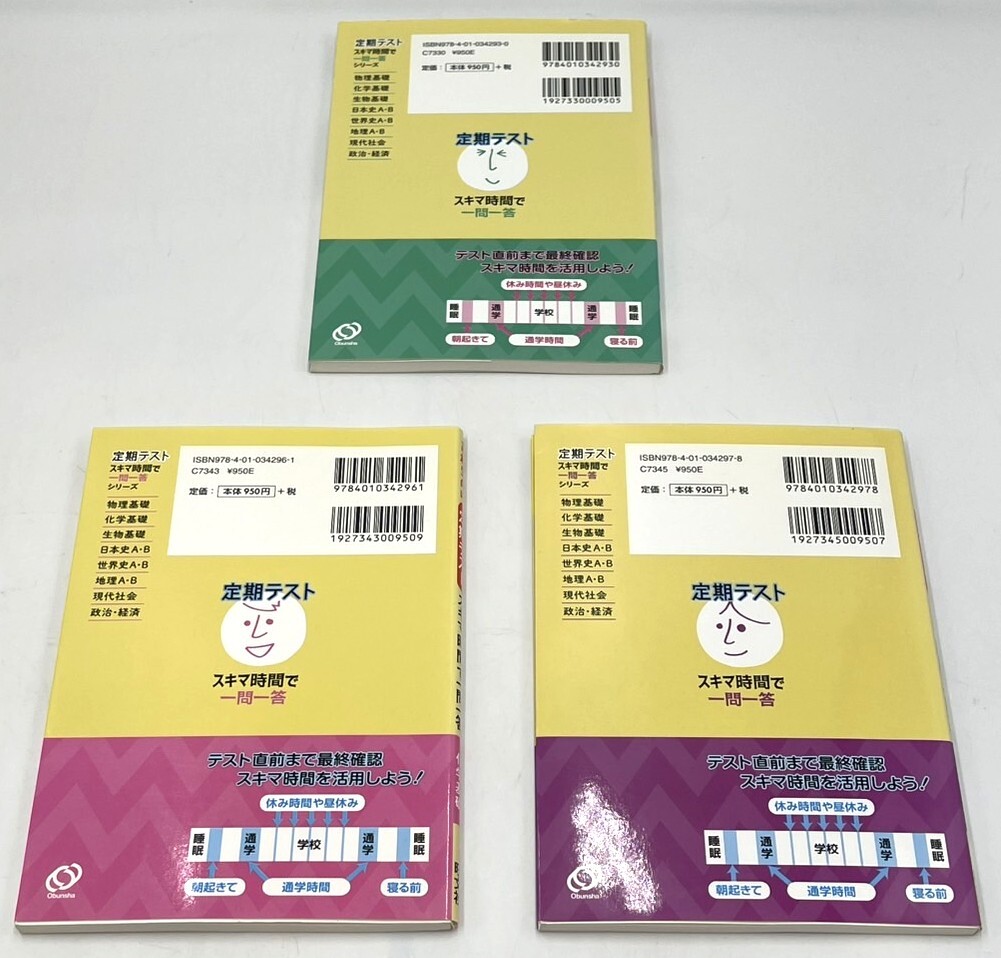 定期テスト
スキマ時間で
一問一答
シリーズ
物理基礎
化学基礎
生物基礎
日本史A・B
世界史A・B
地理A・B
現代社会
政治・経済
ISBN978-4-01-034293-0
C7330 ¥950E
定価：本体950円＋税
9784010342930
1927330009505
定期テスト
スキマ時間で
一問一答
テスト直前まで最終確認
スキマ時間を活用しよう！
休み時間や昼休み
睡眠 通学 学校 通学 睡眠
朝起きて 通学時間 寝る前
Obunsha
定期テスト
スキマ時間で
一問一答
シリーズ
物理基礎
化学基礎
生物基礎
日本史A・B
世界史A・B
地理A・B
現代社会
政治・経済
ISBN978-4-01-034296-1
C7343 ¥950E
定価：本体950円＋税
9784010342961
1927343009509
定期テスト
スキマ時間で
一問一答
テスト直前まで最終確認
スキマ時間を活用しよう！
休み時間や昼休み
睡眠 通学 学校 通学 睡眠
朝起きて 通学時間 寝る前
Obunsha
定期テスト
スキマ時間で
一問一答
シリーズ
物理基礎
化学基礎
生物基礎
日本史A・B
世界史A・B
地理A・B
現代社会
政治・経済
ISBN978-4-01-034297-8
C7345 ¥950E
定価：本体950円＋税
9784010342978
1927345009507
定期テスト
スキマ時間で
一問一答
テスト直前まで最終確認
スキマ時間を活用しよう！
休み時間や昼休み
睡眠 通学 学校 通学 睡眠
朝起きて 通学時間 寝る前
Obunsha